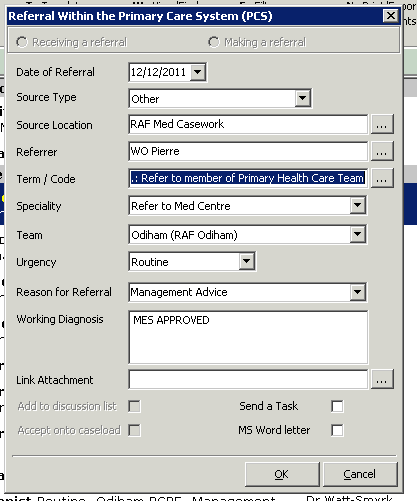 Referral Within the Primary Care System (PCS)
Receiving a referral Making a referral
Date of Referral 12/12/2011
Source Type Other
Source Location RAF Med Casework ...
Referrer WO Pierre ...
Term / Code .: Refer to member of Primary Health Care Team ...
Speciality Refer to Med Centre
Team Odiham (RAF Odiham)
Urgency Routine
Reason for Referral Management Advice
Working Diagnosis MES APPROVED
Link Attachment ...
Add to discussion list Send a Task
Accept onto caseload MS Word letter
OK Cancel